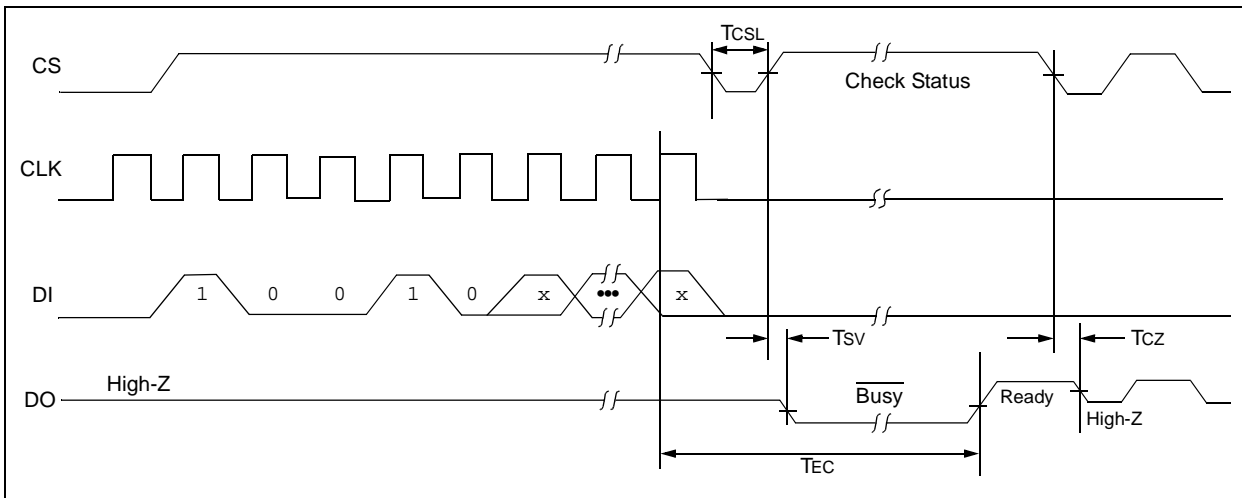 TCSL
CS
Check Status
CLK
DI
1 0 0 1 0 x ••• x
TSV
TCZ
High-Z
DO
Busy
Ready
High-Z
TEC